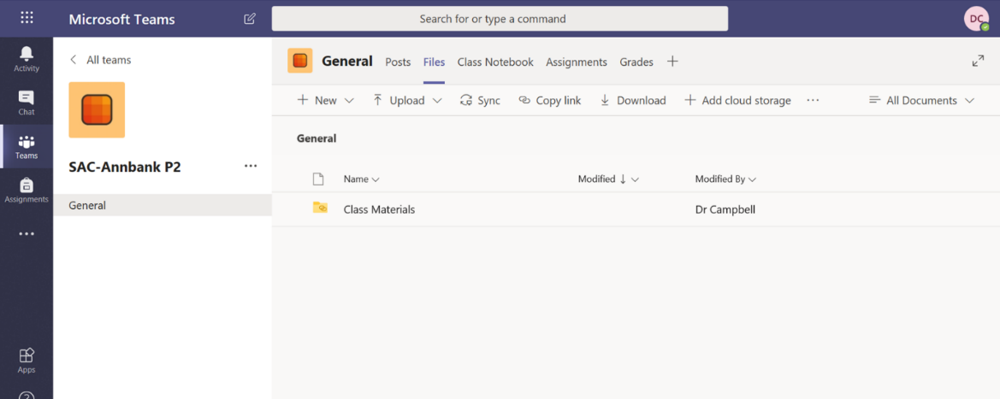 Microsoft Teams
Search for or type a command
DC
Activity
Chat
Teams
Assignments
Apps
All teams
SAC-Annbank P2
General
General Posts Files Class Notebook Assignments Grades
New Upload Sync Copy link Download Add cloud storage All Documents
General
Name Modified Modified By
Class Materials Dr Campbell